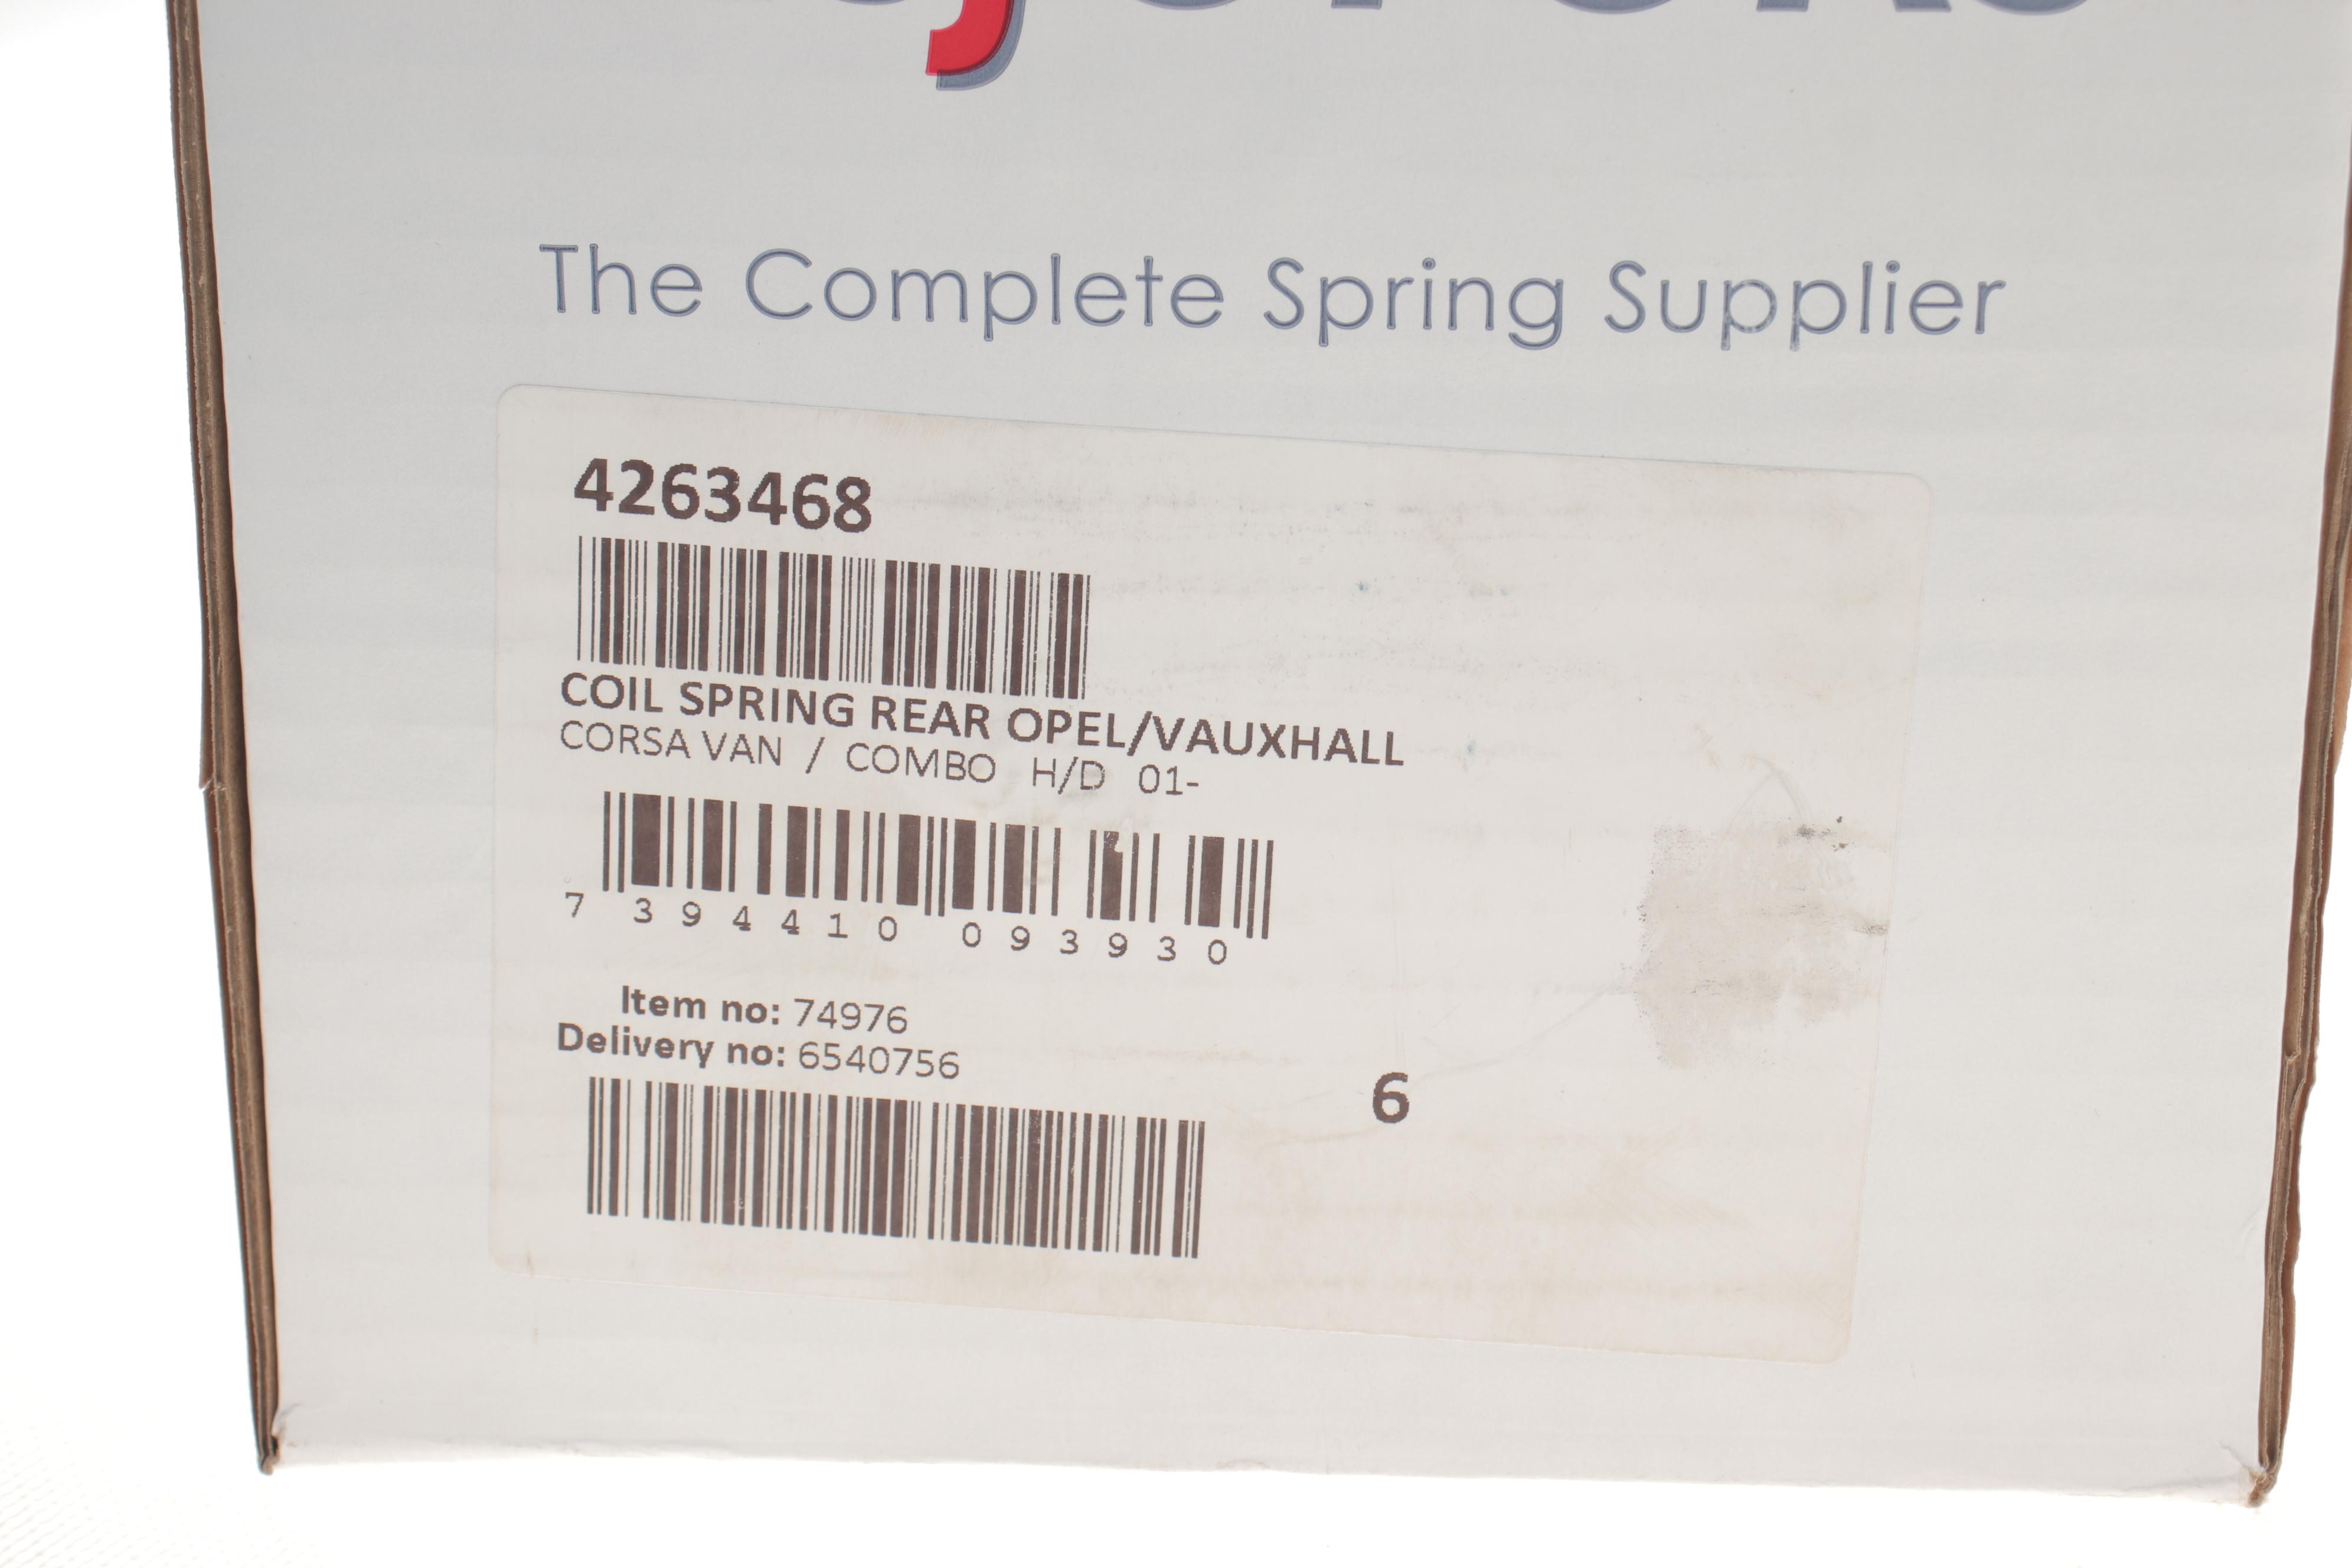 The Complete Spring Supplier
4263468
COIL SPRING REAR OPEL/VAUXHALL
CORSA VAN / COMBO H/D 01-
7 394410 093930
Item no: 74976
Delivery no: 6540756
6